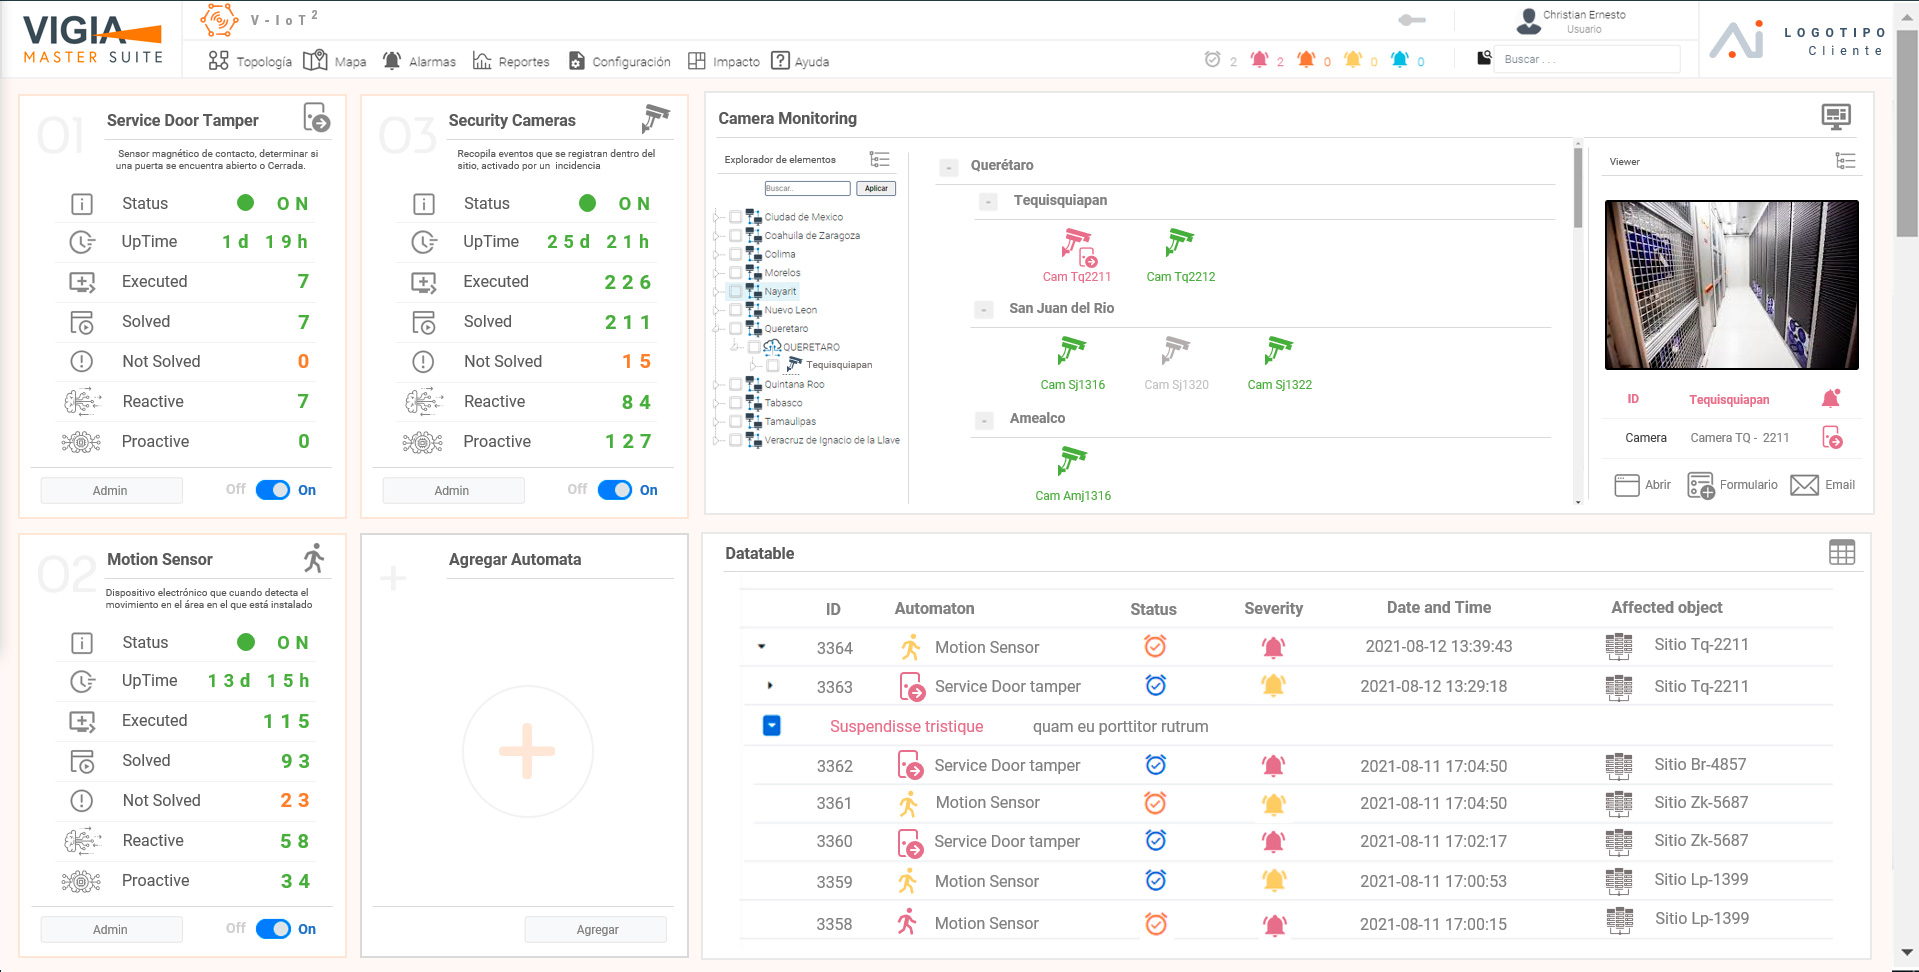 VIGIA
MASTER SUITE
V-IoT²
Christian Ernesto
Usuario
LOGOTIPO
Cliente
Topología
Mapa
Alarmas
Reportes
Configuración
Impacto
Ayuda
2
2
0
0
0
Buscar . . .
01
Service Door Tamper
Sensor magnético de contacto, determinar si
una puerta se encuentra abierto o Cerrada.
Status ON
UpTime 1d 19h
Executed 7
Solved 7
Not Solved 0
Reactive 7
Proactive 0
Admin Off On
03
Security Cameras
Recopila eventos que se registran dentro del
sitio, activado por un incidencia
Status ON
UpTime 25d 21h
Executed 226
Solved 211
Not Solved 15
Reactive 84
Proactive 127
Admin Off On
Camera Monitoring
Explorador de elementos
Buscar..
Aplicar
Ciudad de Mexico
Coahuila de Zaragoza
Colima
Morelos
Nayarit
Nuevo Leon
Queretaro
QUERETARO
Tequisquiapan
Quintana Roo
Tabasco
Tamaulipas
Veracruz de Ignacio de la Llave
- Querétaro
- Tequisquiapan
Cam Tq2211 Cam Tq2212
- San Juan del Rio
Cam Sj1316 Cam Sj1320 Cam Sj1322
- Amealco
Cam Amj1316
Viewer
ID Tequisquiapan
Camera Camera TQ - 2211
Abrir Formulario Email
02
Motion Sensor
Dispositivo electrónico que cuando detecta el
movimiento en el área en el que está instalado
Status ON
UpTime 13d 15h
Executed 115
Solved 93
Not Solved 23
Reactive 58
Proactive 34
Admin Off On
+ Agregar Automata
Agregar
Datatable
ID Automaton Status Severity Date and Time Affected object
3364 Motion Sensor 2021-08-12 13:39:43 Sitio Tq-2211
3363 Service Door tamper 2021-08-12 13:29:18 Sitio Tq-2211
Suspendisse tristique quam eu porttitor rutrum
3362 Service Door tamper 2021-08-11 17:04:50 Sitio Br-4857
3361 Motion Sensor 2021-08-11 17:04:50 Sitio Zk-5687
3360 Service Door tamper 2021-08-11 17:02:17 Sitio Zk-5687
3359 Motion Sensor 2021-08-11 17:00:53 Sitio Lp-1399
3358 Motion Sensor 2021-08-11 17:00:15 Sitio Lp-1399